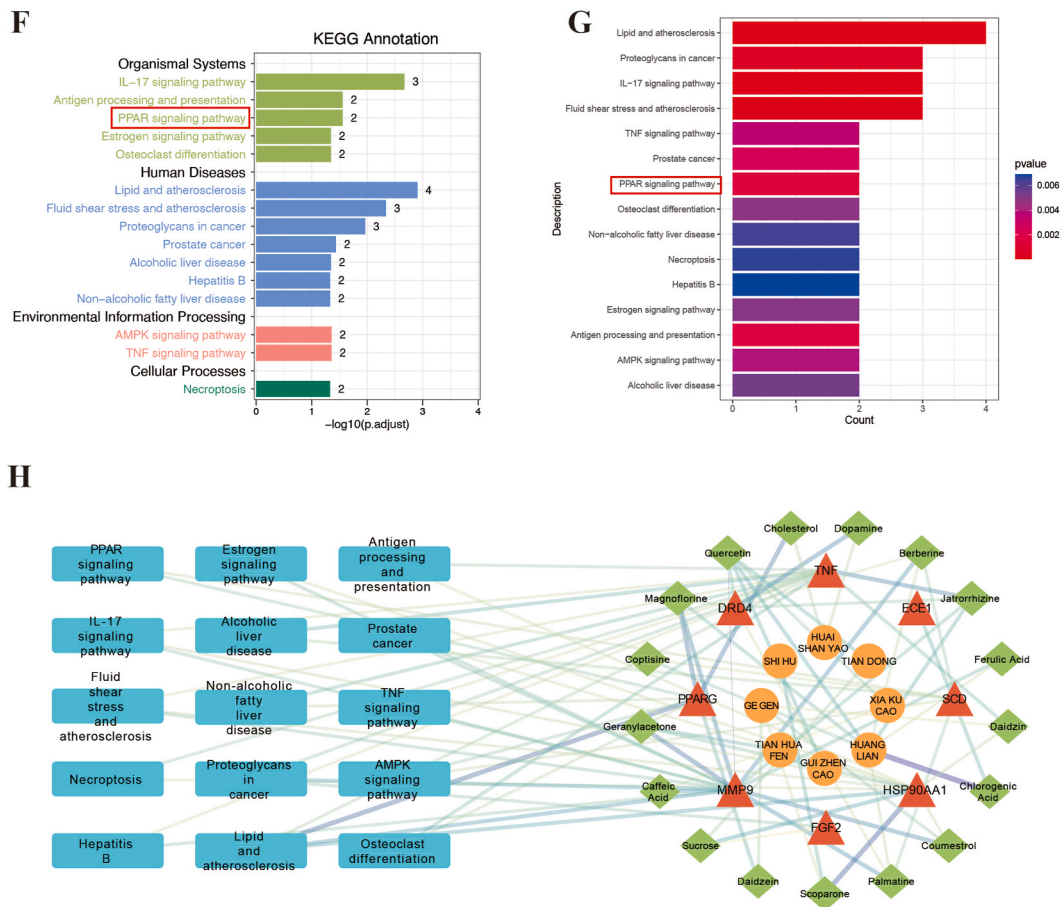 F
KEGG Annotation
Organismal Systems
IL-17 signaling pathway
3
Antigen processing and presentation
2
PPAR signaling pathway
2
Estrogen signaling pathway
2
Osteoclast differentiation
2
Human Diseases
Lipid and atherosclerosis
4
Fluid shear stress and atherosclerosis
3
Proteoglycans in cancer
3
Prostate cancer
2
Alcoholic liver disease
2
Hepatitis B
2
Non-alcoholic fatty liver disease
2
Environmental Information Processing
AMPK signaling pathway
2
TNF signaling pathway
2
Cellular Processes
Necroptosis
2
0 1 2 3 4
-log10(p.adjust)
G
Description
Lipid and atherosclerosis
Proteoglycans in cancer
IL-17 signaling pathway
Fluid shear stress and atherosclerosis
TNF signaling pathway
Prostate cancer
PPAR signaling pathway
Osteoclast differentiation
Non-alcoholic fatty liver disease
Necroptosis
Hepatitis B
Estrogen signaling pathway
Antigen processing and presentation
AMPK signaling pathway
Alcoholic liver disease
0 1 2 3 4
Count
pvalue
0.006
0.004
0.002
H
PPAR
signaling
pathway
Estrogen
signaling
pathway
Antigen
processing
and
presentation
IL-17
signaling
pathway
Alcoholic
liver
disease
Prostate
cancer
Fluid
shear
stress
and
atherosclerosis
Non-alcoholic
fatty
liver
disease
TNF
signaling
pathway
Necroptosis
Proteoglycans
in
cancer
AMPK
signaling
pathway
Hepatitis
B
Lipid
and
atherosclerosis
Osteoclast
differentiation
Cholesterol
Dopamine
Quercetin
Berberine
Magnoflorine
Jatrorrhizine
Coptisine
Ferulic Acid
Geranylacetone
Daidzin
Caffeic
Acid
Chlorogenic
Acid
Sucrose
Coumestrol
Daidzein
Scoparone
Palmatine
TNF
DRD4
ECE1
PPARG
SCD
MMP9
HSP90AA1
FGF2
HUAI
SHAN YAO
SHI HU
TIAN DONG
GE GEN
XIA KU
CAO
TIAN HUA
FEN
GUI ZHEN
CAO
HUANG
LIAN